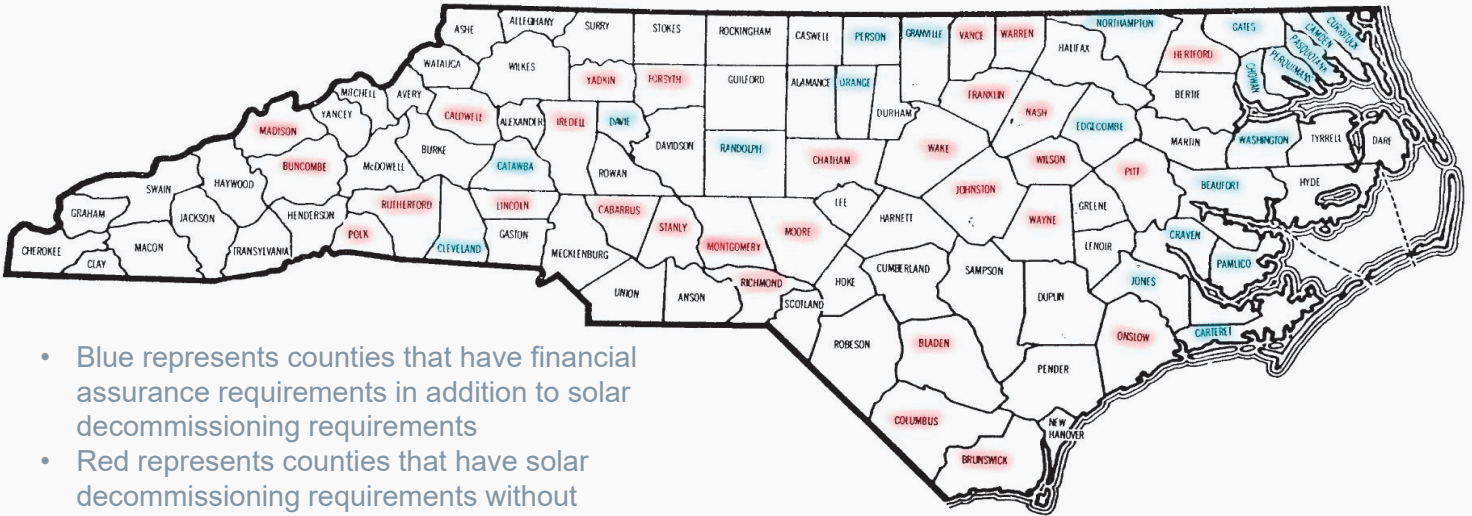 ASHE
ALLEGHANY
SURRY
STOKES
ROCKINGHAM
CASWELL
PERSON
GRANVILLE
VANCE
WARREN
NORTHAMPTON
GATES
CURRITUCK
CAMDEN
PASQUOTANK
PERQUIMANS
CHOWAN
HALIFAX
HERTFORD
WATAUGA
WILKES
YADKIN
FORSYTH
GUILFORD
ALAMANCE
ORANGE
DURHAM
FRANKLIN
NASH
EDGECOMBE
BERTIE
MITCHELL
AVERY
YANCEY
CALDWELL
ALEXANDER
IREDELL
DAVIE
MADISON
BUNCOMBE
McDOWELL
BURKE
CATAWBA
ROWAN
DAVIDSON
RANDOLPH
CHATHAM
WAKE
WILSON
PITT
MARTIN
WASHINGTON
TYRRELL
DARE
SWAIN
HAYWOOD
RUTHERFORD
LINCOLN
CABARRUS
LEE
JOHNSTON
WAYNE
GREENE
BEAUFORT
HYDE
GRAHAM
JACKSON
HENDERSON
POLK
CLEVELAND
GASTON
MECKLENBURG
STANLY
MONTGOMERY
MOORE
HARNETT
LENOIR
CRAVEN
PAMLICO
CHEROKEE
CLAY
MACON
TRANSYLVANIA
UNION
ANSON
RICHMOND
SCOTLAND
HOKE
CUMBERLAND
SAMPSON
DUPLIN
JONES
ONSLOW
CARTERET
ROBESON
BLADEN
PENDER
COLUMBUS
NEW
HANOVER
BRUNSWICK
• Blue represents counties that have financial
assurance requirements in addition to solar
decommissioning requirements
• Red represents counties that have solar
decommissioning requirements without